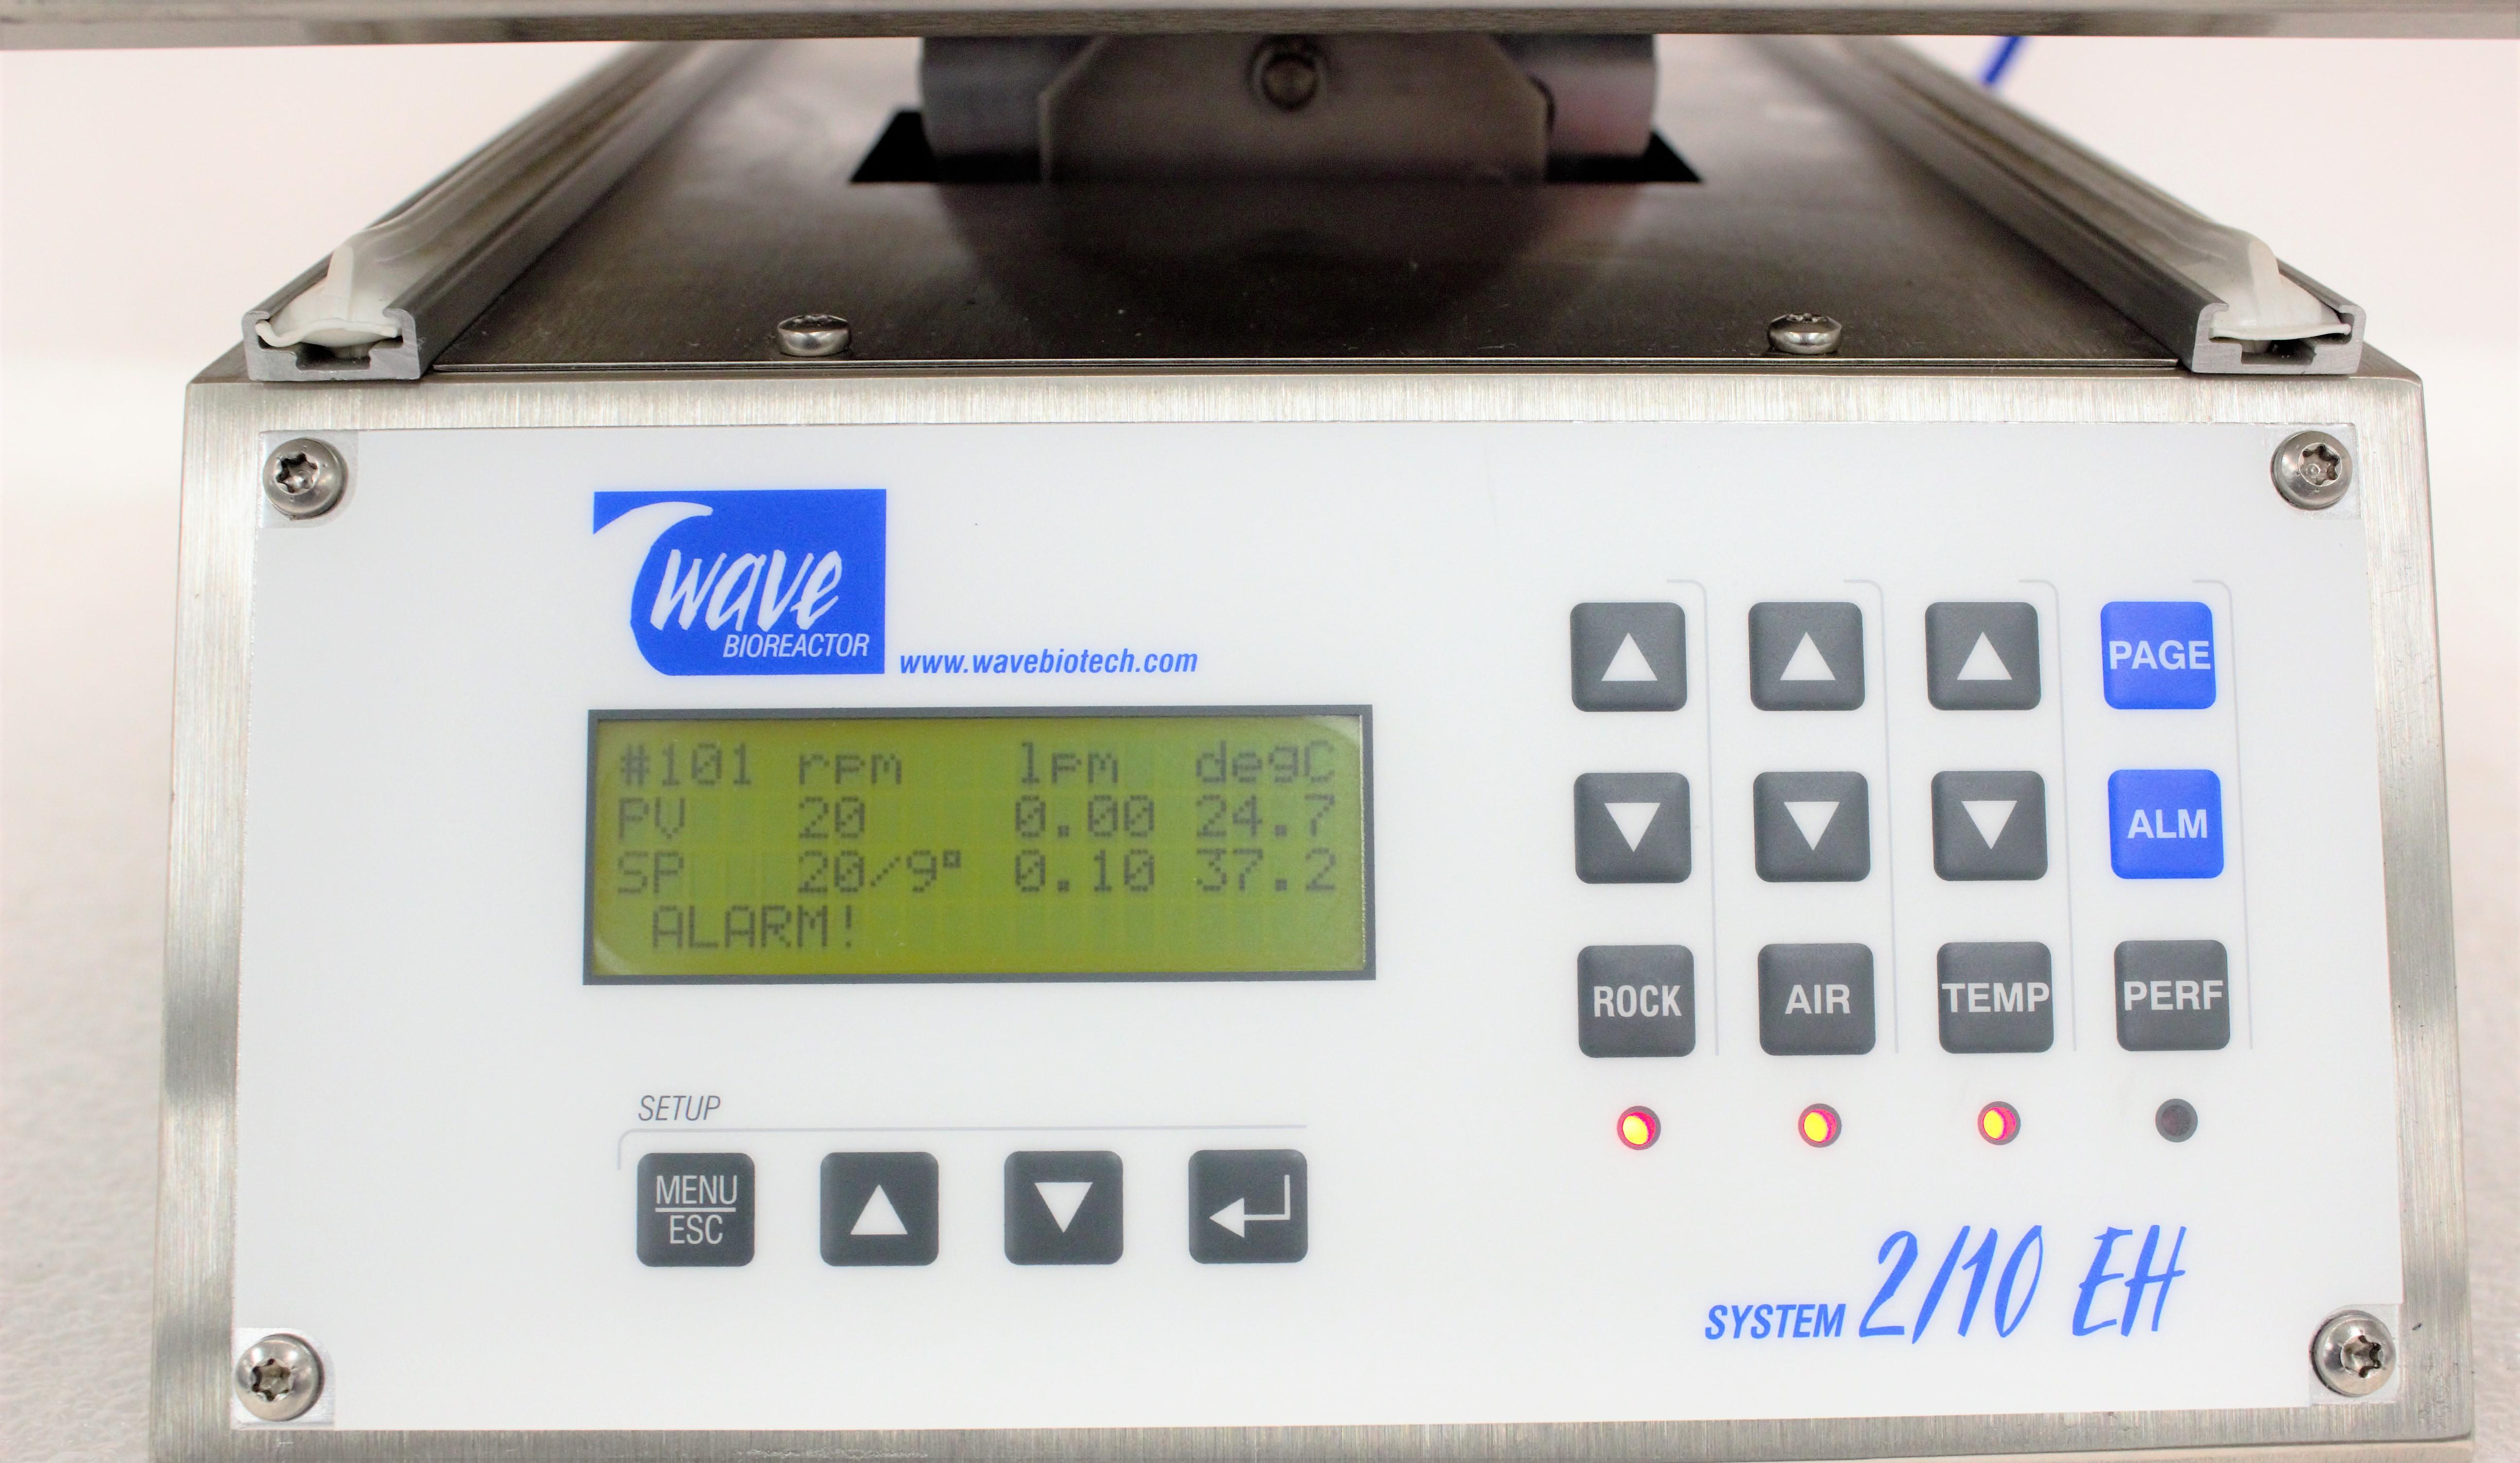 wave
BIOREACTOR
www.wavebiotech.com
#101 rpm lpm degC
PV 20 0.00 24.7
SP 20/9° 0.10 37.2
ALARM!
PAGE
ALM
ROCK AIR TEMP PERF
SETUP
MENU
ESC
SYSTEM 2/10 EH